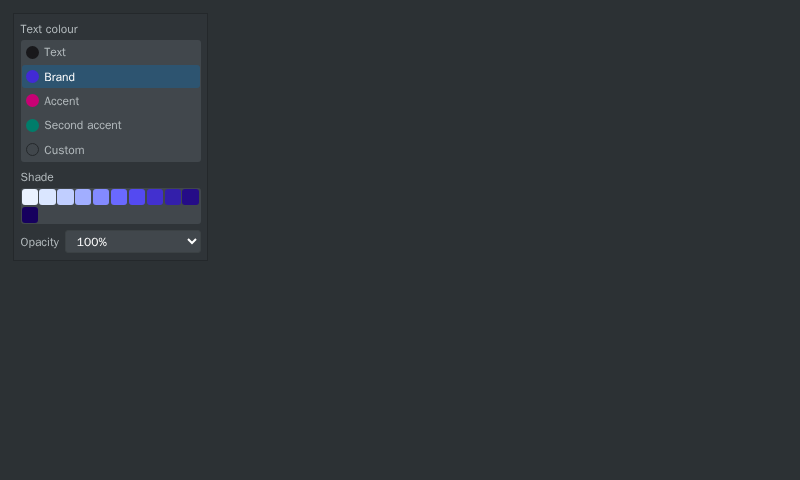 Text colour
Text
Brand
Accent
Second accent
Custom
Shade
Opacity 100%